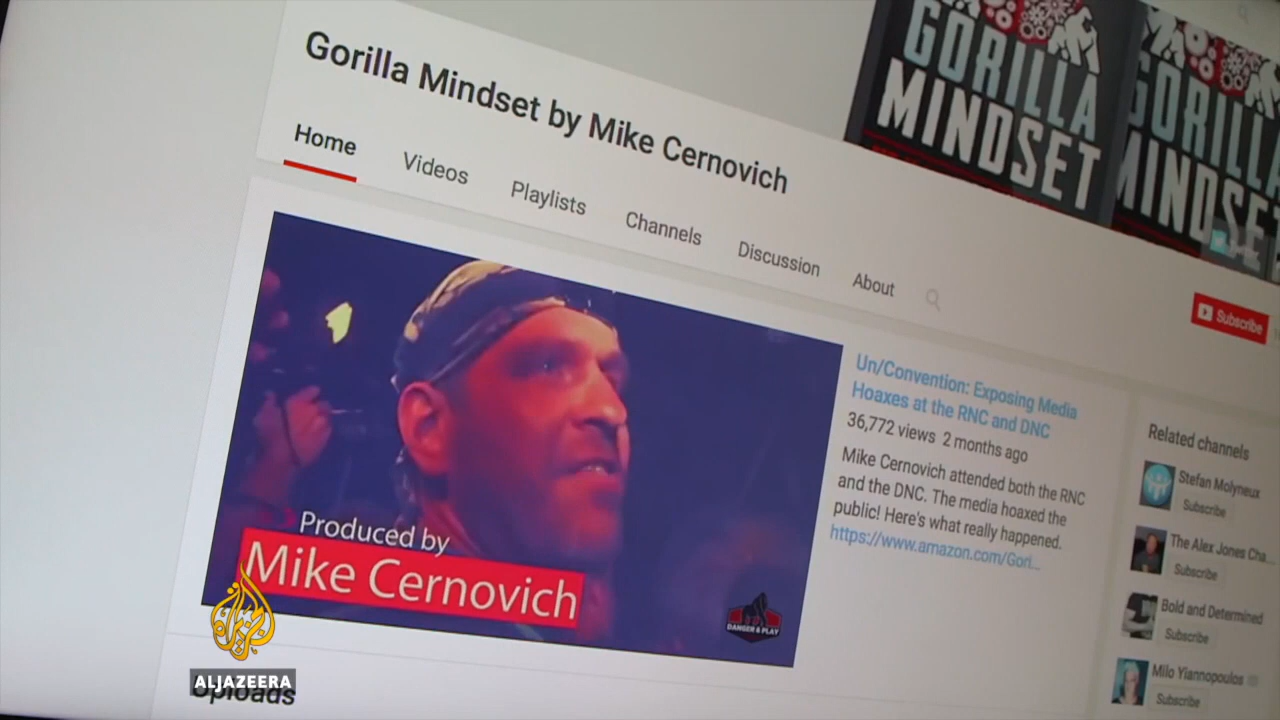 GORILLA
MINDSET
GORILLA
MINDSET
Gorilla Mindset by Mike Cernovich
Home
Videos
Playlists
Channels
Discussion
About
Subscribe
Produced by
Mike Cernovich
DANGER & PLAY
Un/Convention: Exposing Media
Hoaxes at the RNC and DNC
36,772 views 2 months ago
Mike Cernovich attended both the RNC
and the DNC. The media hoaxed the
public! Here's what really happened.
https://www.amazon.com/Gori...
Related channels
Stefan Molyneux
Subscribe
The Alex Jones Cha...
Subscribe
Bold and Determined
Subscribe
Milo Yiannopoulos
Subscribe
Uploads
ALJAZEERA